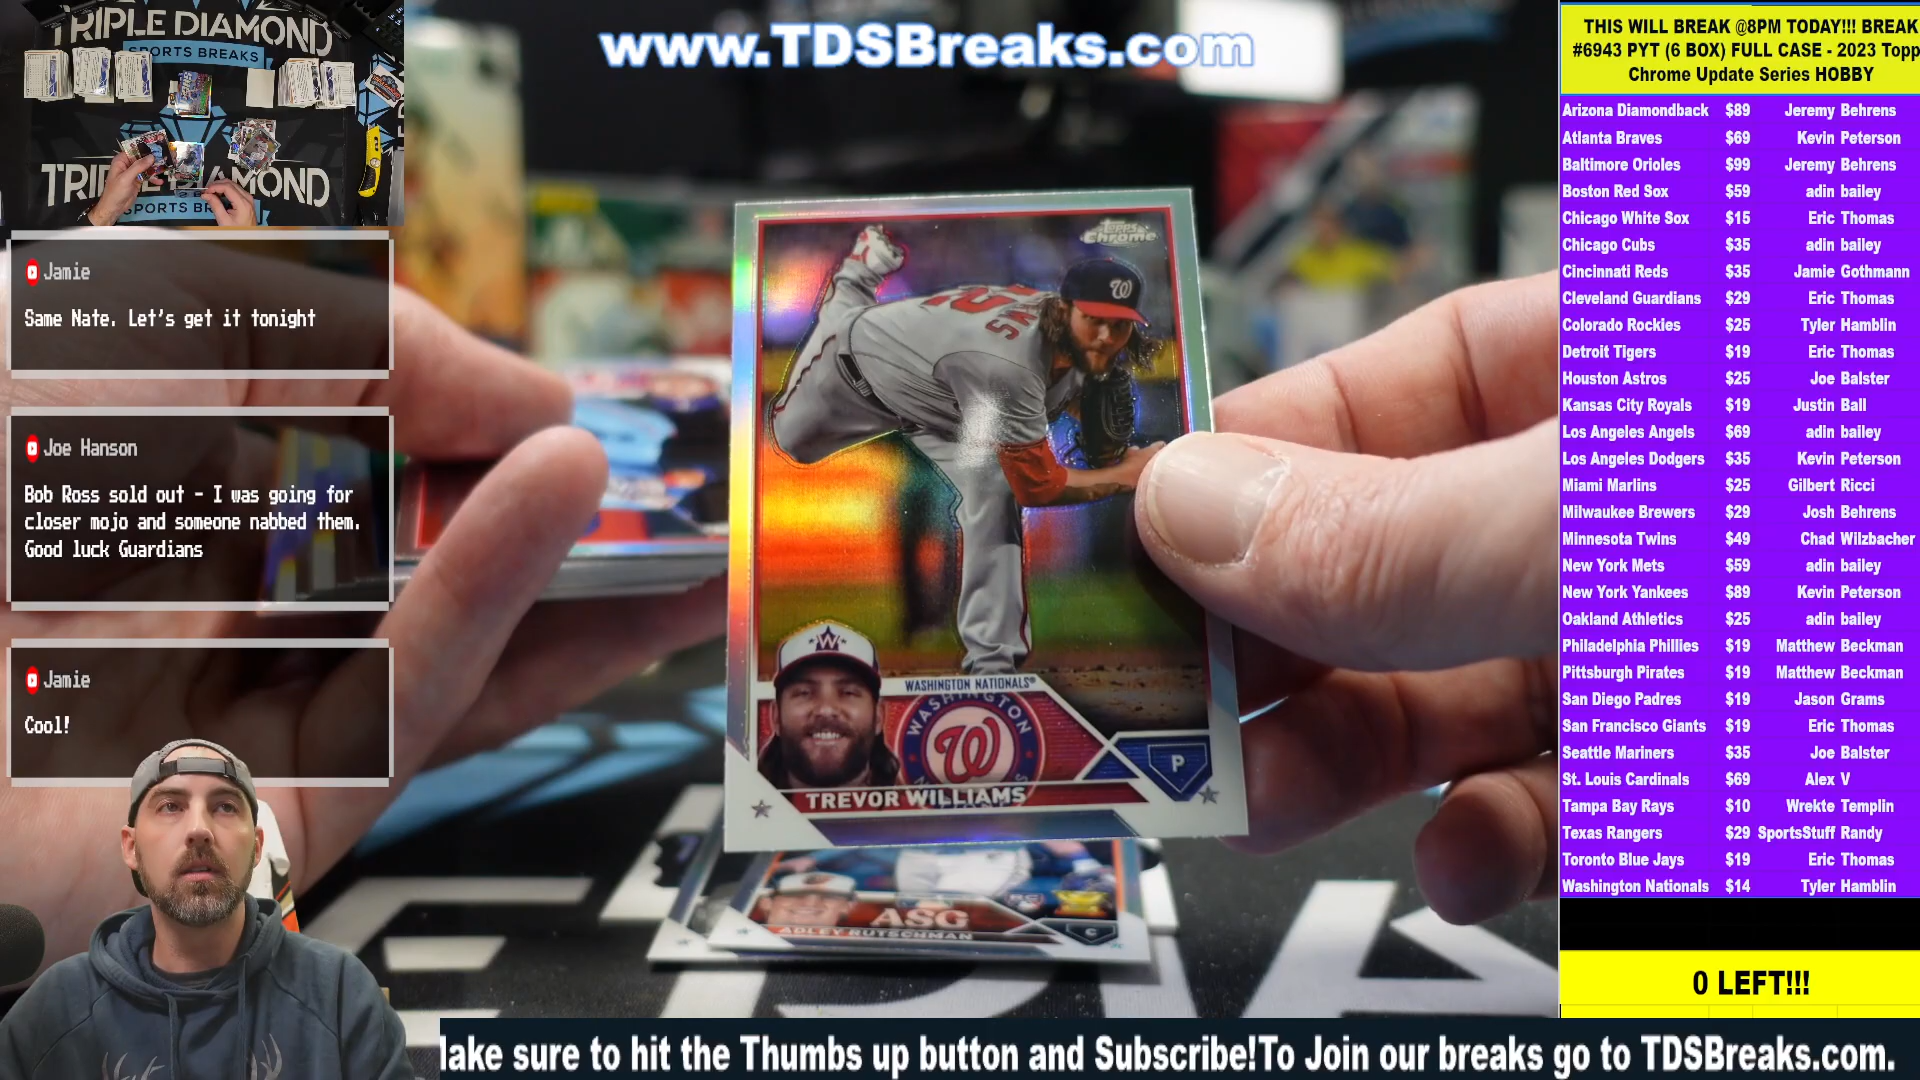 TRIPLE DIAMOND
SPORTS BREAKS
TRIPLE DIAMOND
SPORTS
www.TDSBreaks.com
Jamie
Same Nate. Let's get it tonight
Joe Hanson
Bob Ross sold out - I was going for
closer mojo and someone nabbed them.
Good luck Guardians
Jamie
Cool!
Topps
Chrome
W
WASHINGTON NATIONALS®
WASHINGTON
W
W
P
TREVOR WILLIAMS
ASG
RC
ADLEY RUTSCHMAN
C
THIS WILL BREAK @8PM TODAY!!! BREAK
#6943 PYT (6 BOX) FULL CASE - 2023 Topp
Chrome Update Series HOBBY
Arizona Diamondback $89 Jeremy Behrens
Atlanta Braves $69 Kevin Peterson
Baltimore Orioles $99 Jeremy Behrens
Boston Red Sox $59 adin bailey
Chicago White Sox $15 Eric Thomas
Chicago Cubs $35 adin bailey
Cincinnati Reds $35 Jamie Gothmann
Cleveland Guardians $29 Eric Thomas
Colorado Rockies $25 Tyler Hamblin
Detroit Tigers $19 Eric Thomas
Houston Astros $25 Joe Balster
Kansas City Royals $19 Justin Ball
Los Angeles Angels $69 adin bailey
Los Angeles Dodgers $35 Kevin Peterson
Miami Marlins $25 Gilbert Ricci
Milwaukee Brewers $29 Josh Behrens
Minnesota Twins $49 Chad Wilzbacher
New York Mets $59 adin bailey
New York Yankees $89 Kevin Peterson
Oakland Athletics $25 adin bailey
Philadelphia Phillies $19 Matthew Beckman
Pittsburgh Pirates $19 Matthew Beckman
San Diego Padres $19 Jason Grams
San Francisco Giants $19 Eric Thomas
Seattle Mariners $35 Joe Balster
St. Louis Cardinals $69 Alex V
Tampa Bay Rays $10 Wrekte Templin
Texas Rangers $29 SportsStuff Randy
Toronto Blue Jays $19 Eric Thomas
Washington Nationals $14 Tyler Hamblin
0 LEFT!!!
Make sure to hit the Thumbs up button and Subscribe!To Join our breaks go to TDSBreaks.com.